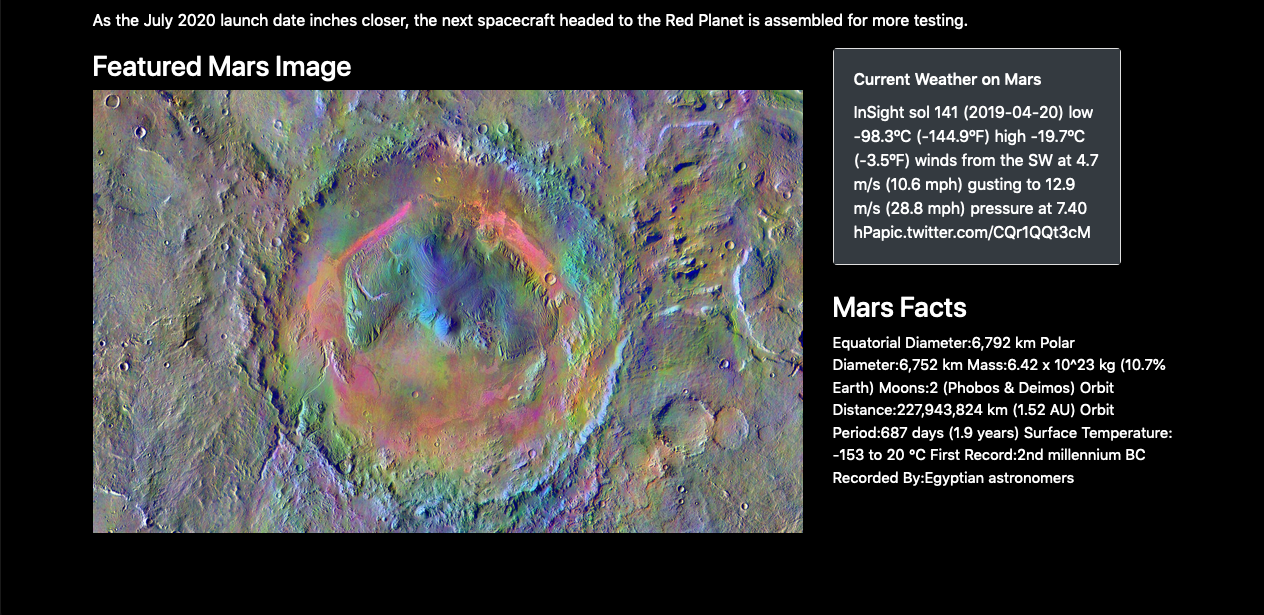 As the July 2020 launch date inches closer, the next spacecraft headed to the Red Planet is assembled for more testing.
Featured Mars Image
Current Weather on Mars
InSight sol 141 (2019-04-20) low
-98.3ºC (-144.9ºF) high -19.7ºC
(-3.5ºF) winds from the SW at 4.7
m/s (10.6 mph) gusting to 12.9
m/s (28.8 mph) pressure at 7.40
hPapic.twitter.com/CQr1QQt3cM
Mars Facts
Equatorial Diameter:6,792 km Polar
Diameter:6,752 km Mass:6.42 x 10^23 kg (10.7%
Earth) Moons:2 (Phobos & Deimos) Orbit
Distance:227,943,824 km (1.52 AU) Orbit
Period:687 days (1.9 years) Surface Temperature:
-153 to 20 °C First Record:2nd millennium BC
Recorded By:Egyptian astronomers